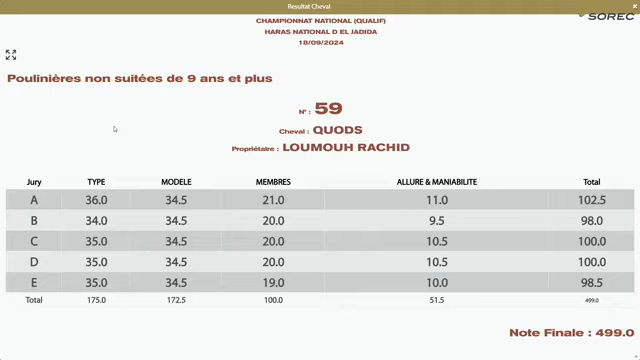 Resultat Cheval
CHAMPIONNAT NATIONAL (QUALIF)
SOREC
HARAS NATIONAL D EL JADIDA
18/09/2024
Poulinières non suitées de 9 ans et plus
N° : 59
Cheval : QUODS
Propriétaire : LOUMOUH RACHID
Jury TYPE MODELE MEMBRES ALLURE & MANIABILITE Total
A 36.0 34.5 21.0 11.0 102.5
B 34.0 34.5 20.0 9.5 98.0
C 35.0 34.5 20.0 10.5 100.0
D 35.0 34.5 20.0 10.5 100.0
E 35.0 34.5 19.0 10.0 98.5
Total 175.0 172.5 100.0 51.5 499.0
Note Finale : 499.0